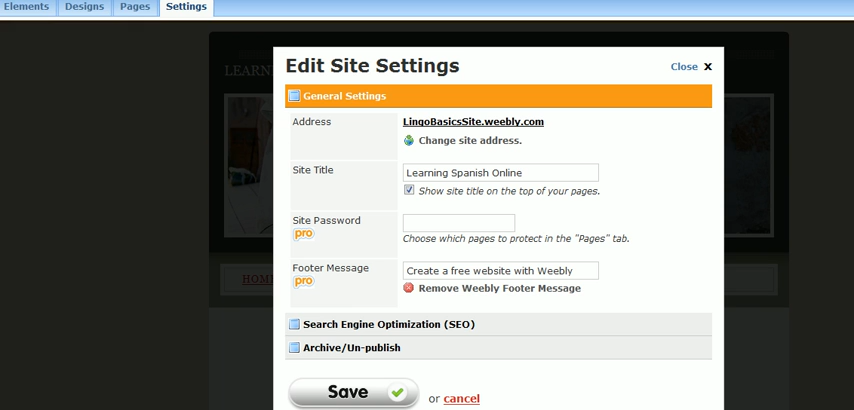 Elements Designs Pages Settings
Edit Site Settings
Close X
General Settings
Address
LingoBasicsSite.weebly.com
Change site address.
Site Title
Learning Spanish Online
Show site title on the top of your pages.
Site Password
pro
Choose which pages to protect in the "Pages" tab.
Footer Message
pro
Create a free website with Weebly
Remove Weebly Footer Message
Search Engine Optimization (SEO)
Archive/Un-publish
Save or cancel